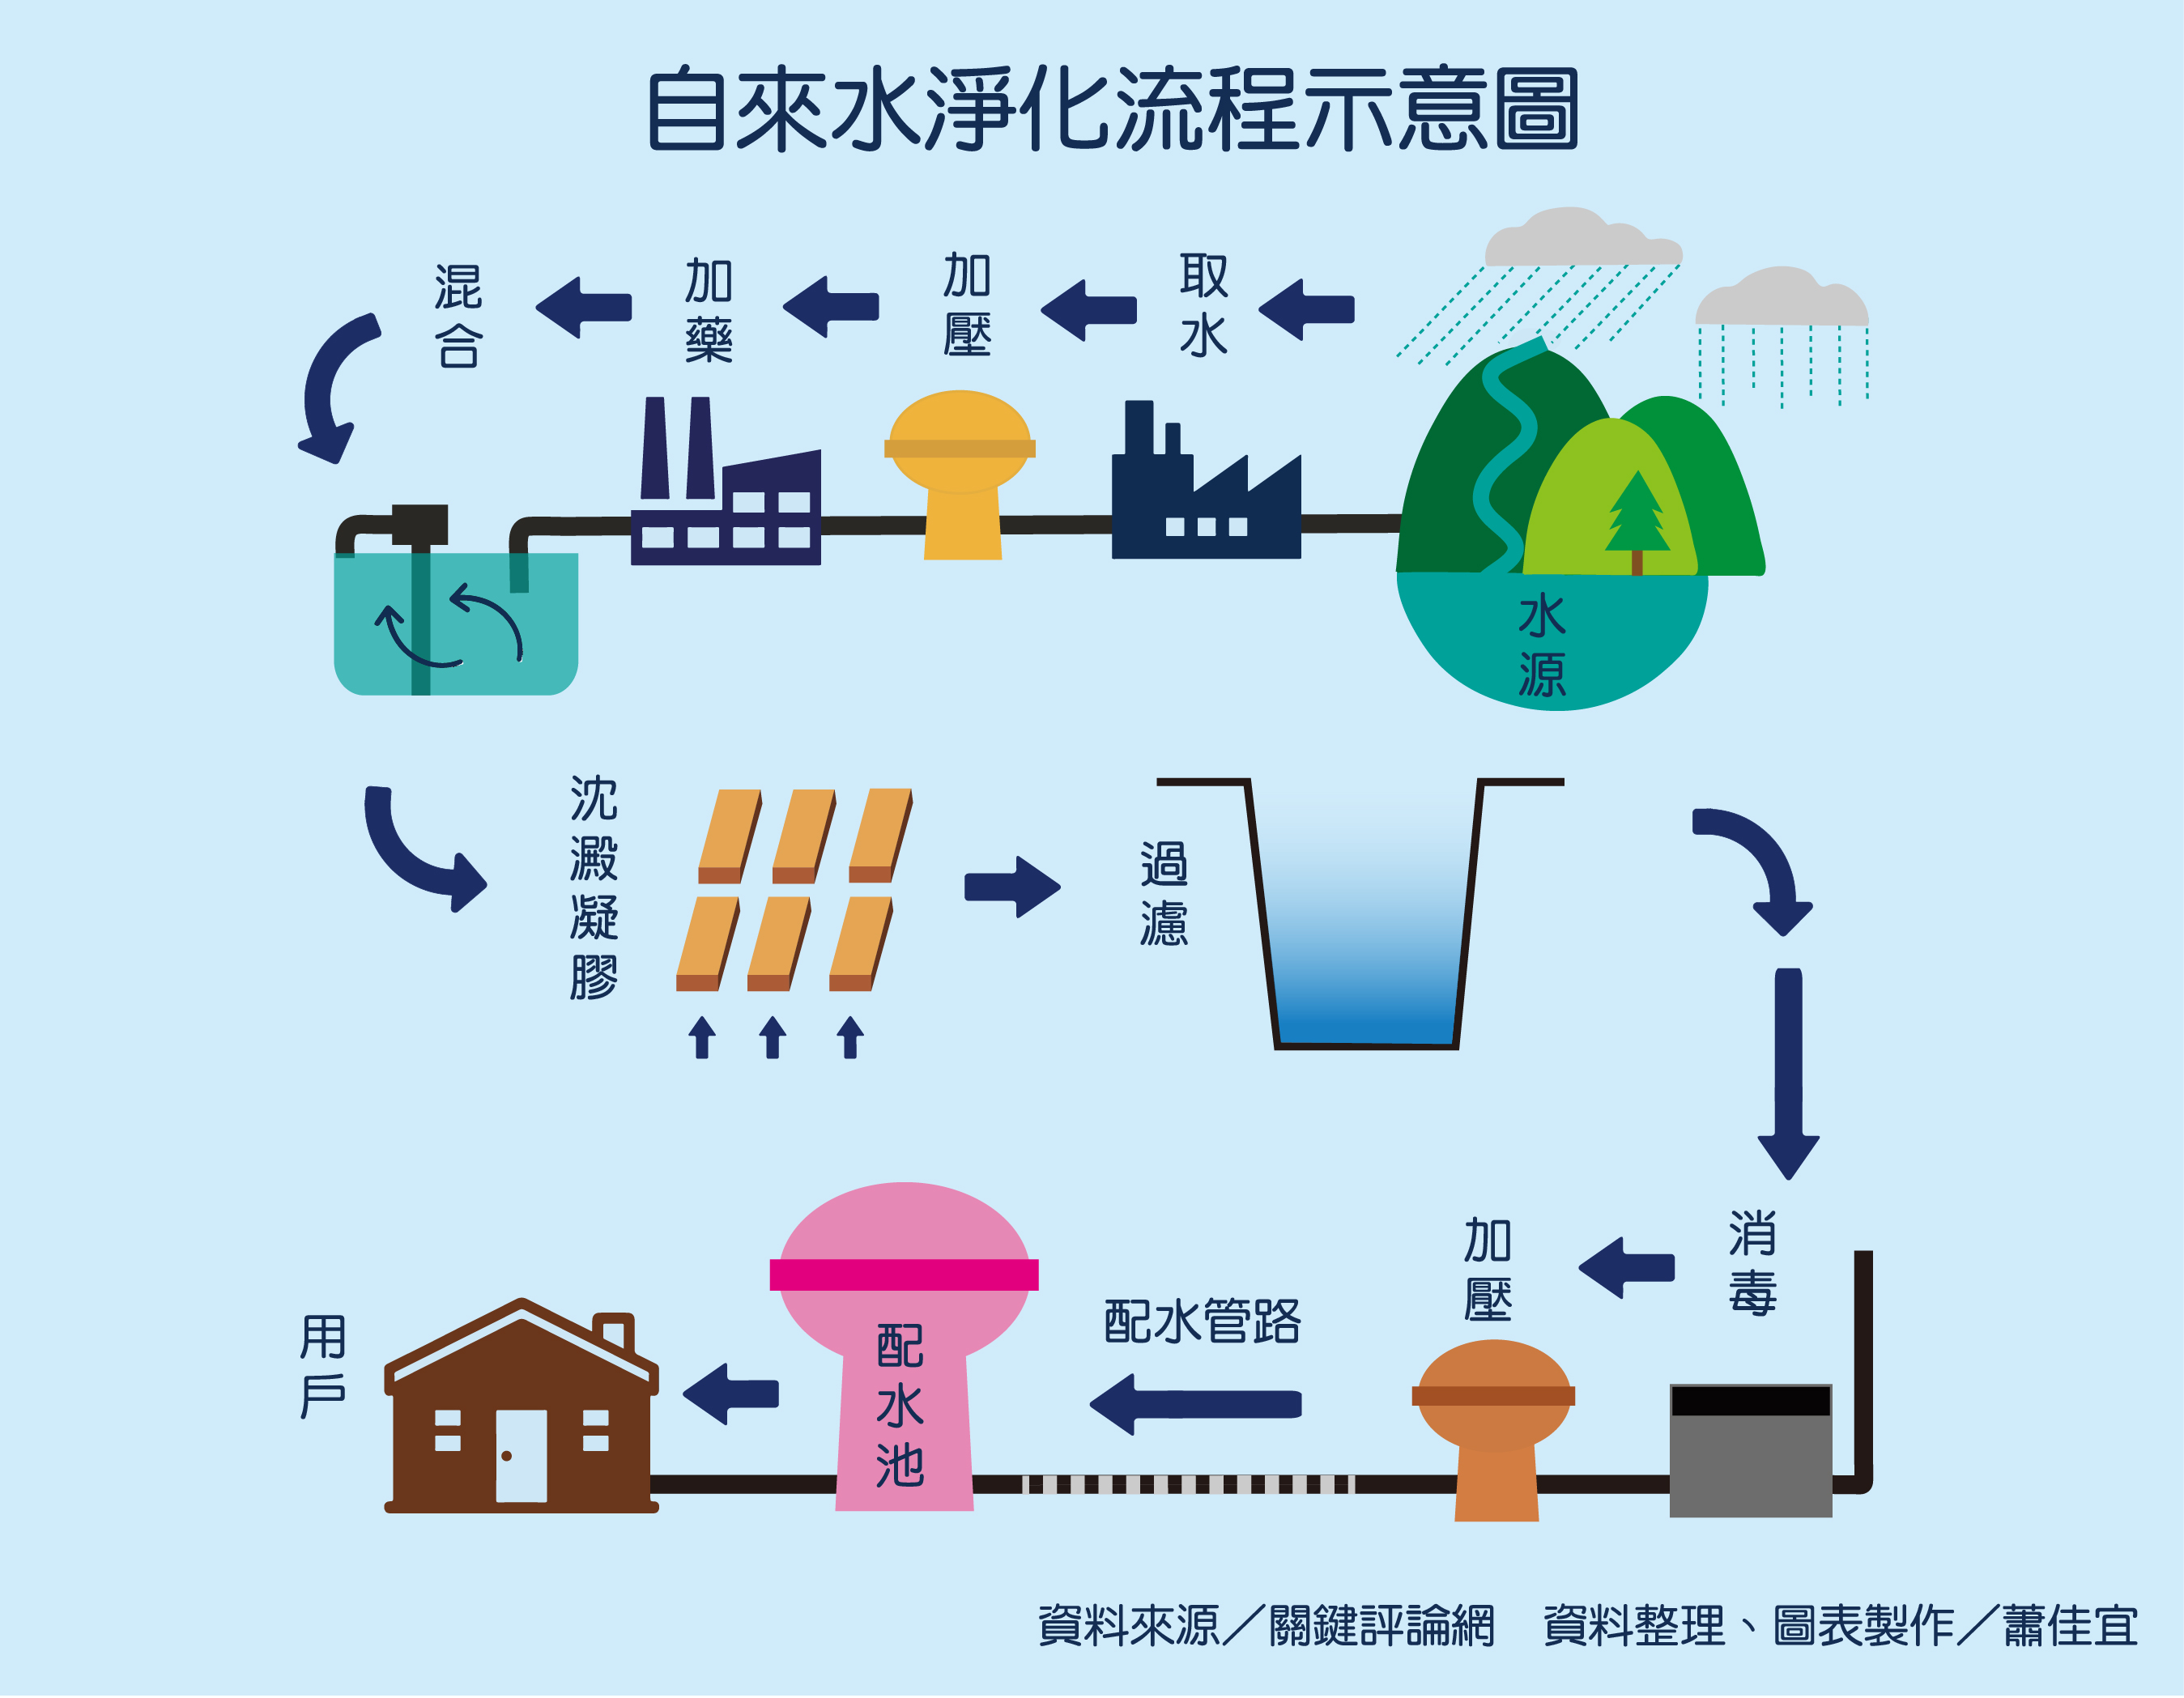 自來水淨化流程示意圖
水源
取水
加壓
加藥
混合
沈澱凝膠
過濾
消毒
加壓
配水管路
配水池
用戶
資料來源／關鍵評論網　資料整理、圖表製作／蕭佳宜